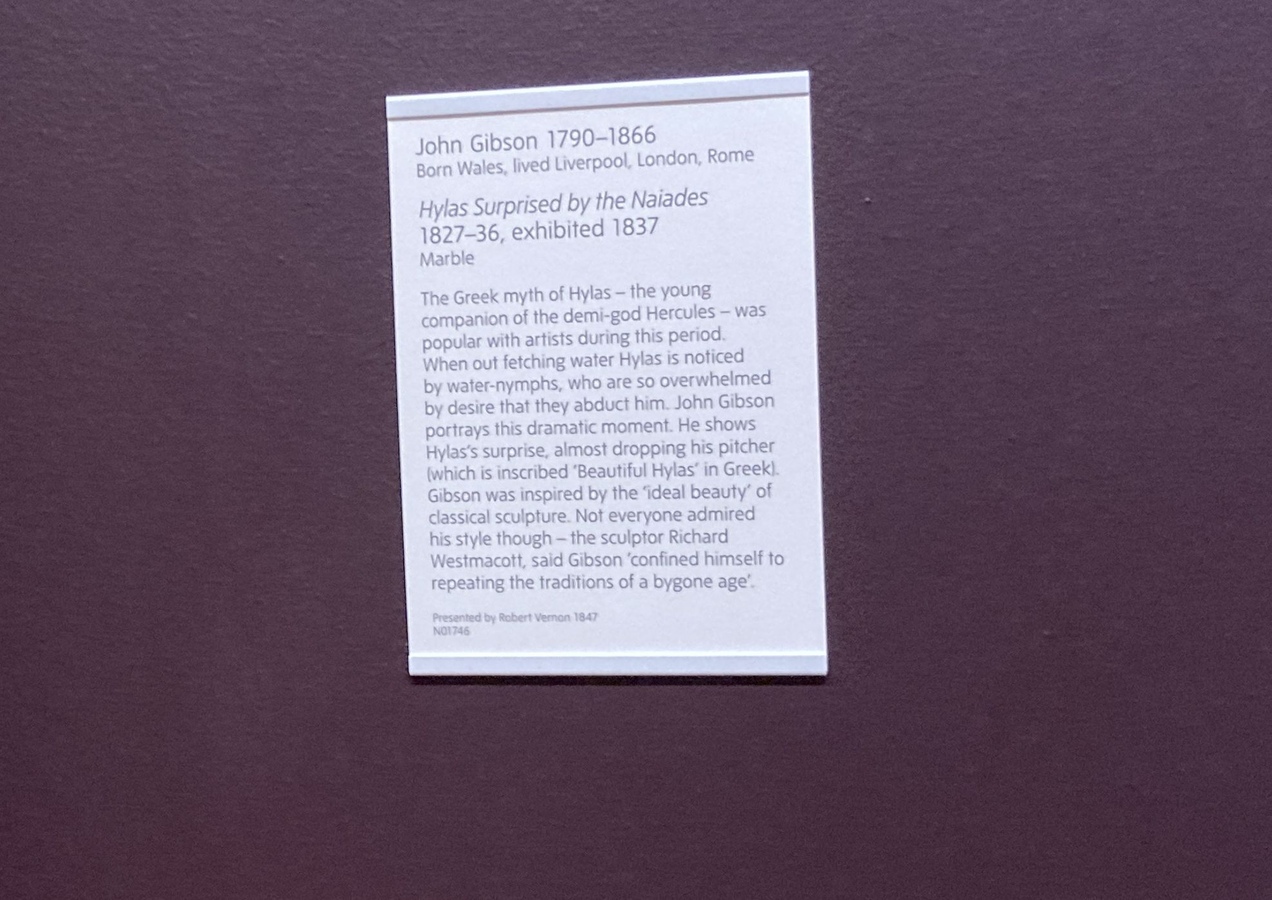 John Gibson 1790–1866
Born Wales, lived Liverpool, London, Rome
Hylas Surprised by the Naiades
1827–36, exhibited 1837
Marble
The Greek myth of Hylas – the young
companion of the demi-god Hercules – was
popular with artists during this period.
When out fetching water Hylas is noticed
by water-nymphs, who are so overwhelmed
by desire that they abduct him. John Gibson
portrays this dramatic moment. He shows
Hylas's surprise, almost dropping his pitcher
(which is inscribed 'Beautiful Hylas' in Greek).
Gibson was inspired by the 'ideal beauty' of
classical sculpture. Not everyone admired
his style though – the sculptor Richard
Westmacott, said Gibson 'confined himself to
repeating the traditions of a bygone age'.
Presented by Robert Vernon 1847
N01746